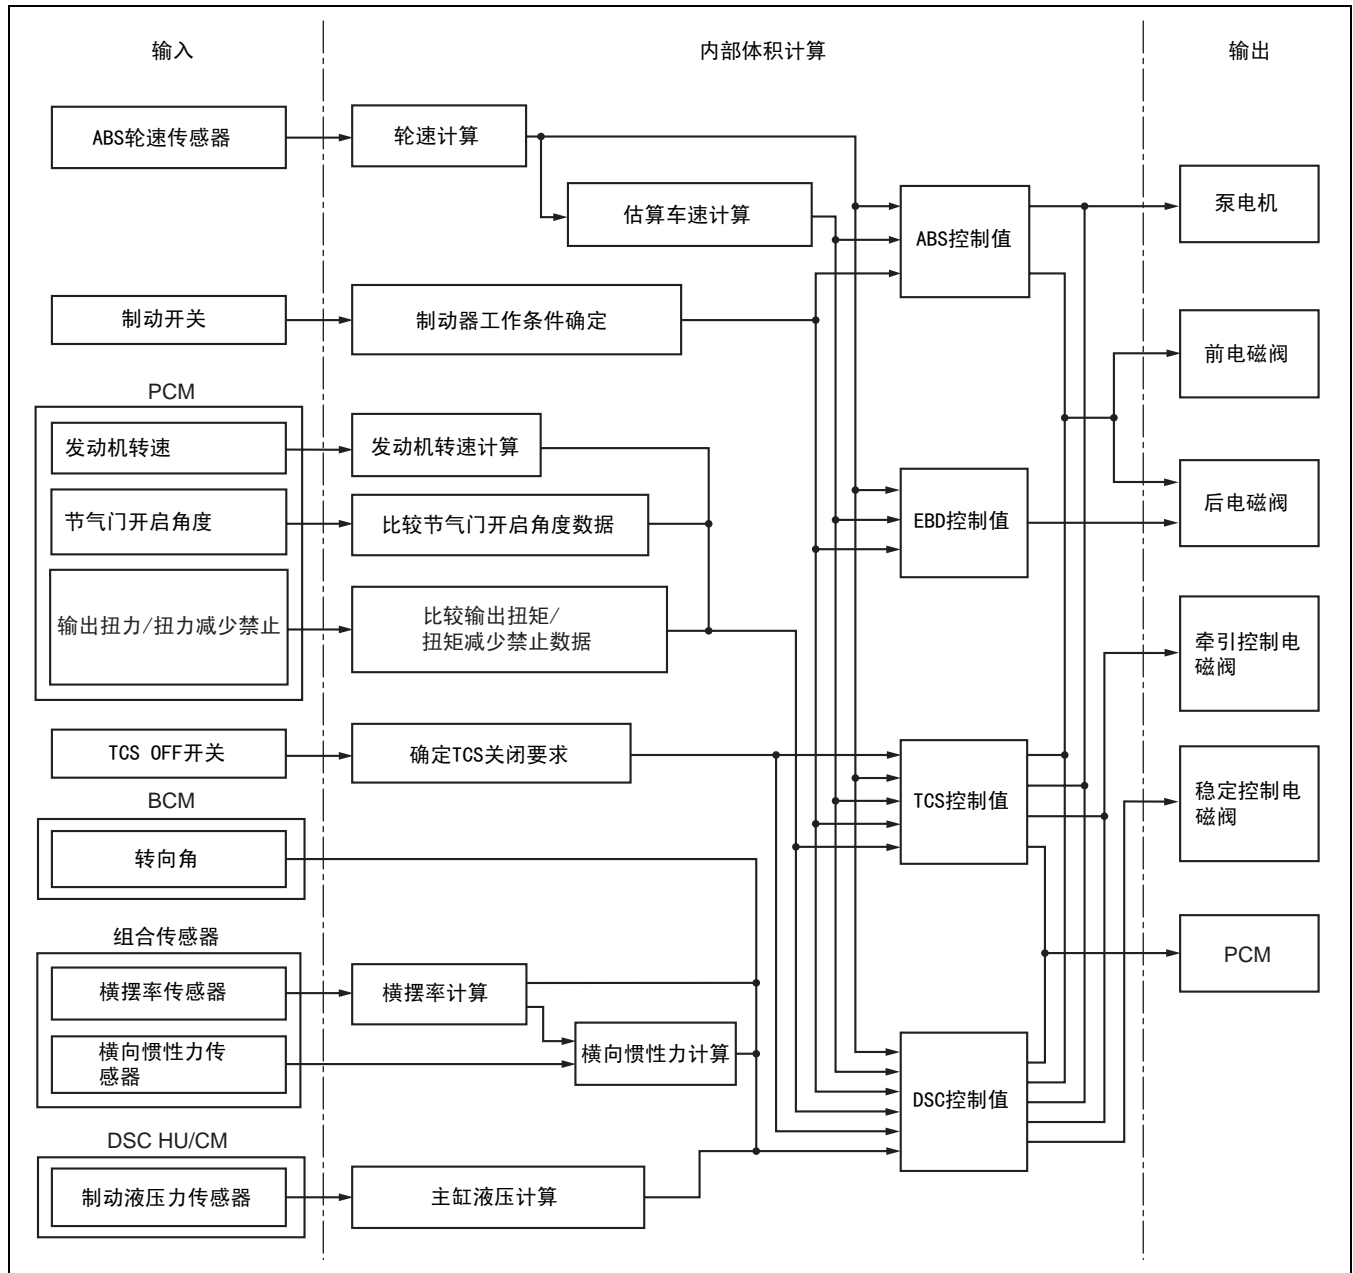 输入
内部体积计算
输出
ABS轮速传感器
轮速计算
估算车速计算
ABS控制值
泵电机
制动开关
制动器工作条件确定
前电磁阀
PCM
发动机转速
发动机转速计算
节气门开启角度
比较节气门开启角度数据
EBD控制值
后电磁阀
输出扭力/扭力减少禁止
比较输出扭矩/
扭矩减少禁止数据
牵引控制电
磁阀
TCS OFF开关
确定TCS关闭要求
TCS控制值
稳定控制电
磁阀
BCM
转向角
组合传感器
横摆率传感器
横摆率计算
PCM
横向惯性力传
感器
横向惯性力计算
DSC控制值
DSC HU/CM
制动液压力传感器
主缸液压计算